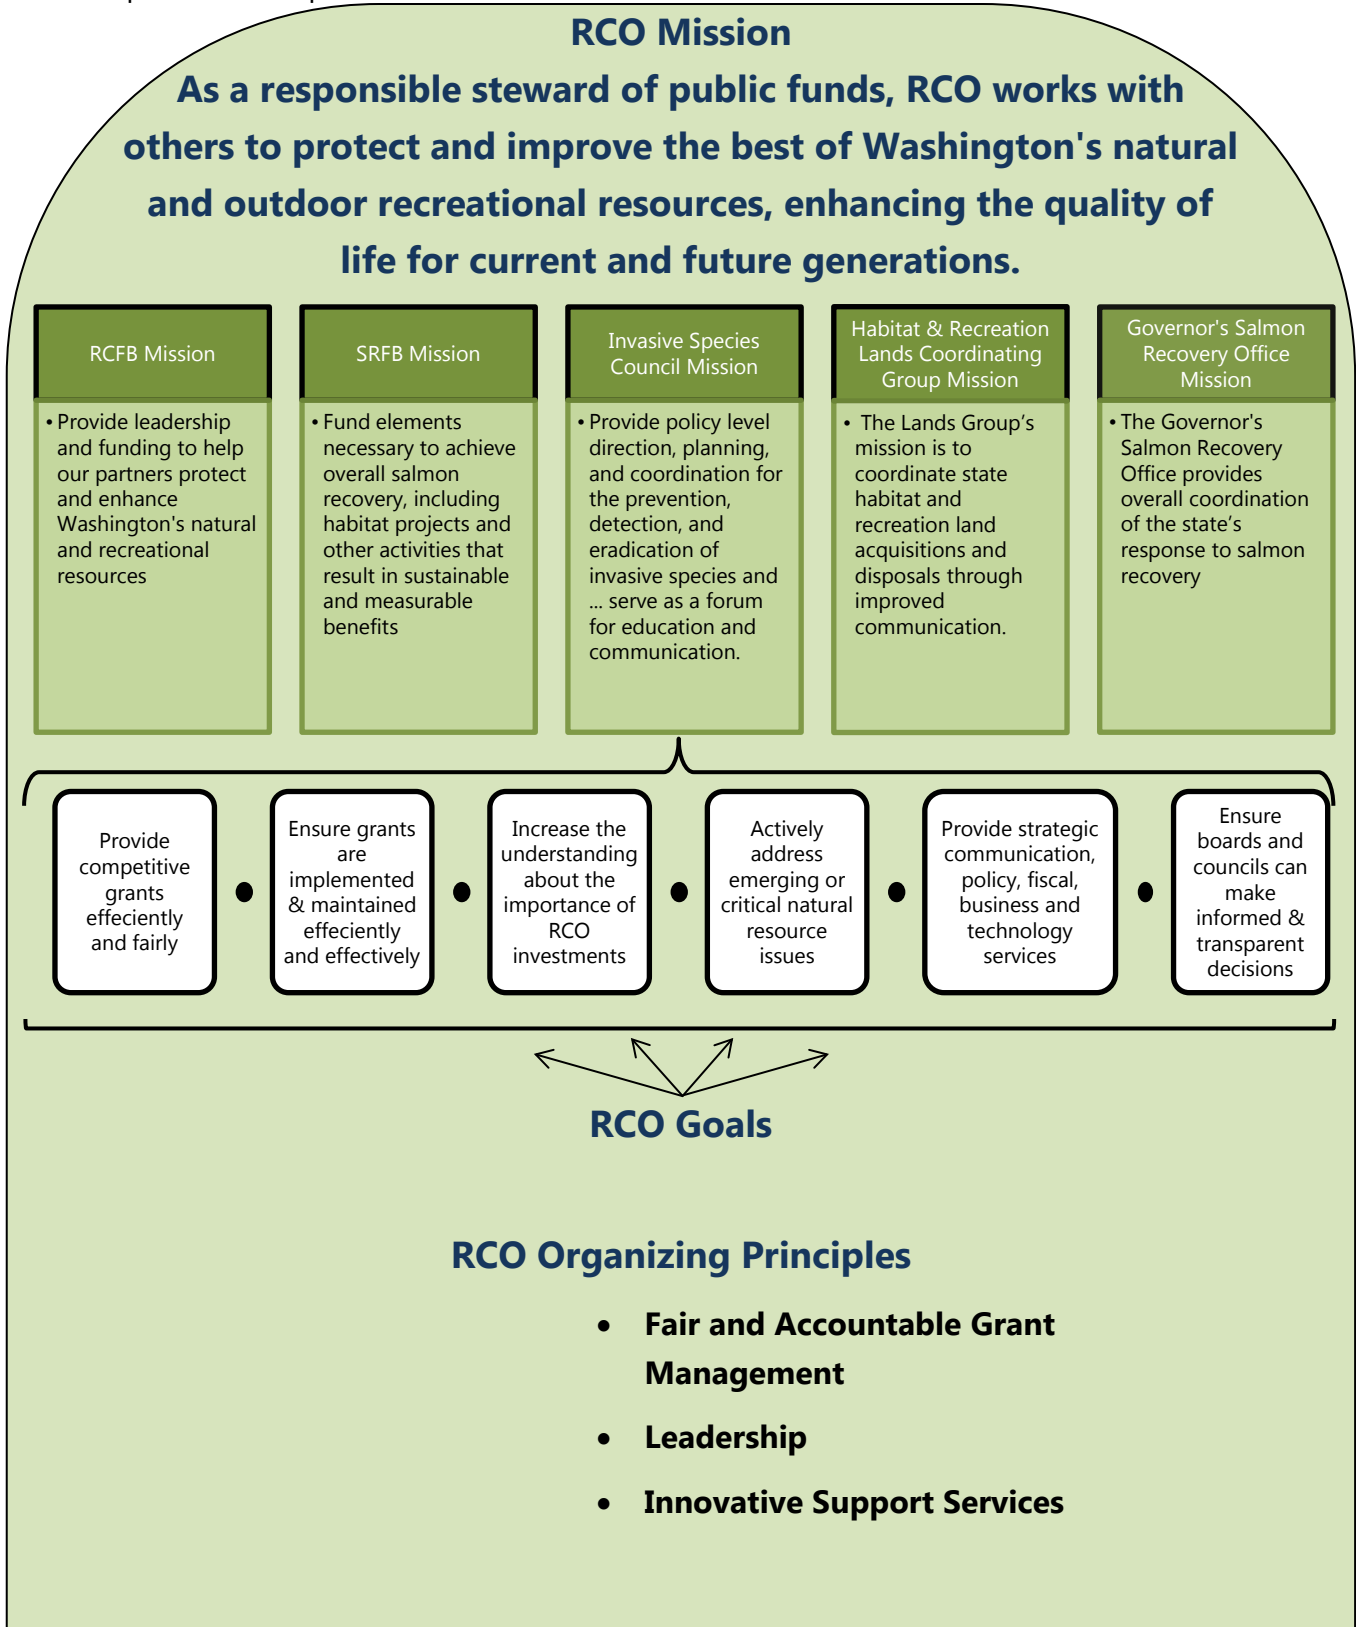 RCO Mission
As a responsible steward of public funds, RCO works with
others to protect and improve the best of Washington's natural
and outdoor recreational resources, enhancing the quality of
life for current and future generations.
RCFB Mission
• Provide leadership
and funding to help
our partners protect
and enhance
Washington's natural
and recreational
resources
SRFB Mission
• Fund elements
necessary to achieve
overall salmon
recovery, including
habitat projects and
other activities that
result in sustainable
and measurable
benefits
Invasive Species
Council Mission
• Provide policy level
direction, planning,
and coordination for
the prevention,
detection, and
eradication of
invasive species and
... serve as a forum
for education and
communication.
Habitat & Recreation
Lands Coordinating
Group Mission
• The Lands Group’s
mission is to
coordinate state
habitat and
recreation land
acquisitions and
disposals through
improved
communication.
Governor's Salmon
Recovery Office
Mission
• The Governor's
Salmon Recovery
Office provides
overall coordination
of the state’s
response to salmon
recovery
Provide
competitive
grants
effeciently
and fairly
Ensure grants
are
implemented
& maintained
effeciently
and effectively
Increase the
understanding
about the
importance of
RCO
investments
Actively
address
emerging or
critical natural
resource
issues
Provide strategic
communication,
policy, fiscal,
business and
technology
services
Ensure
boards and
councils can
make
informed &
transparent
decisions
RCO Goals
RCO Organizing Principles
• Fair and Accountable Grant
Management
• Leadership
• Innovative Support Services